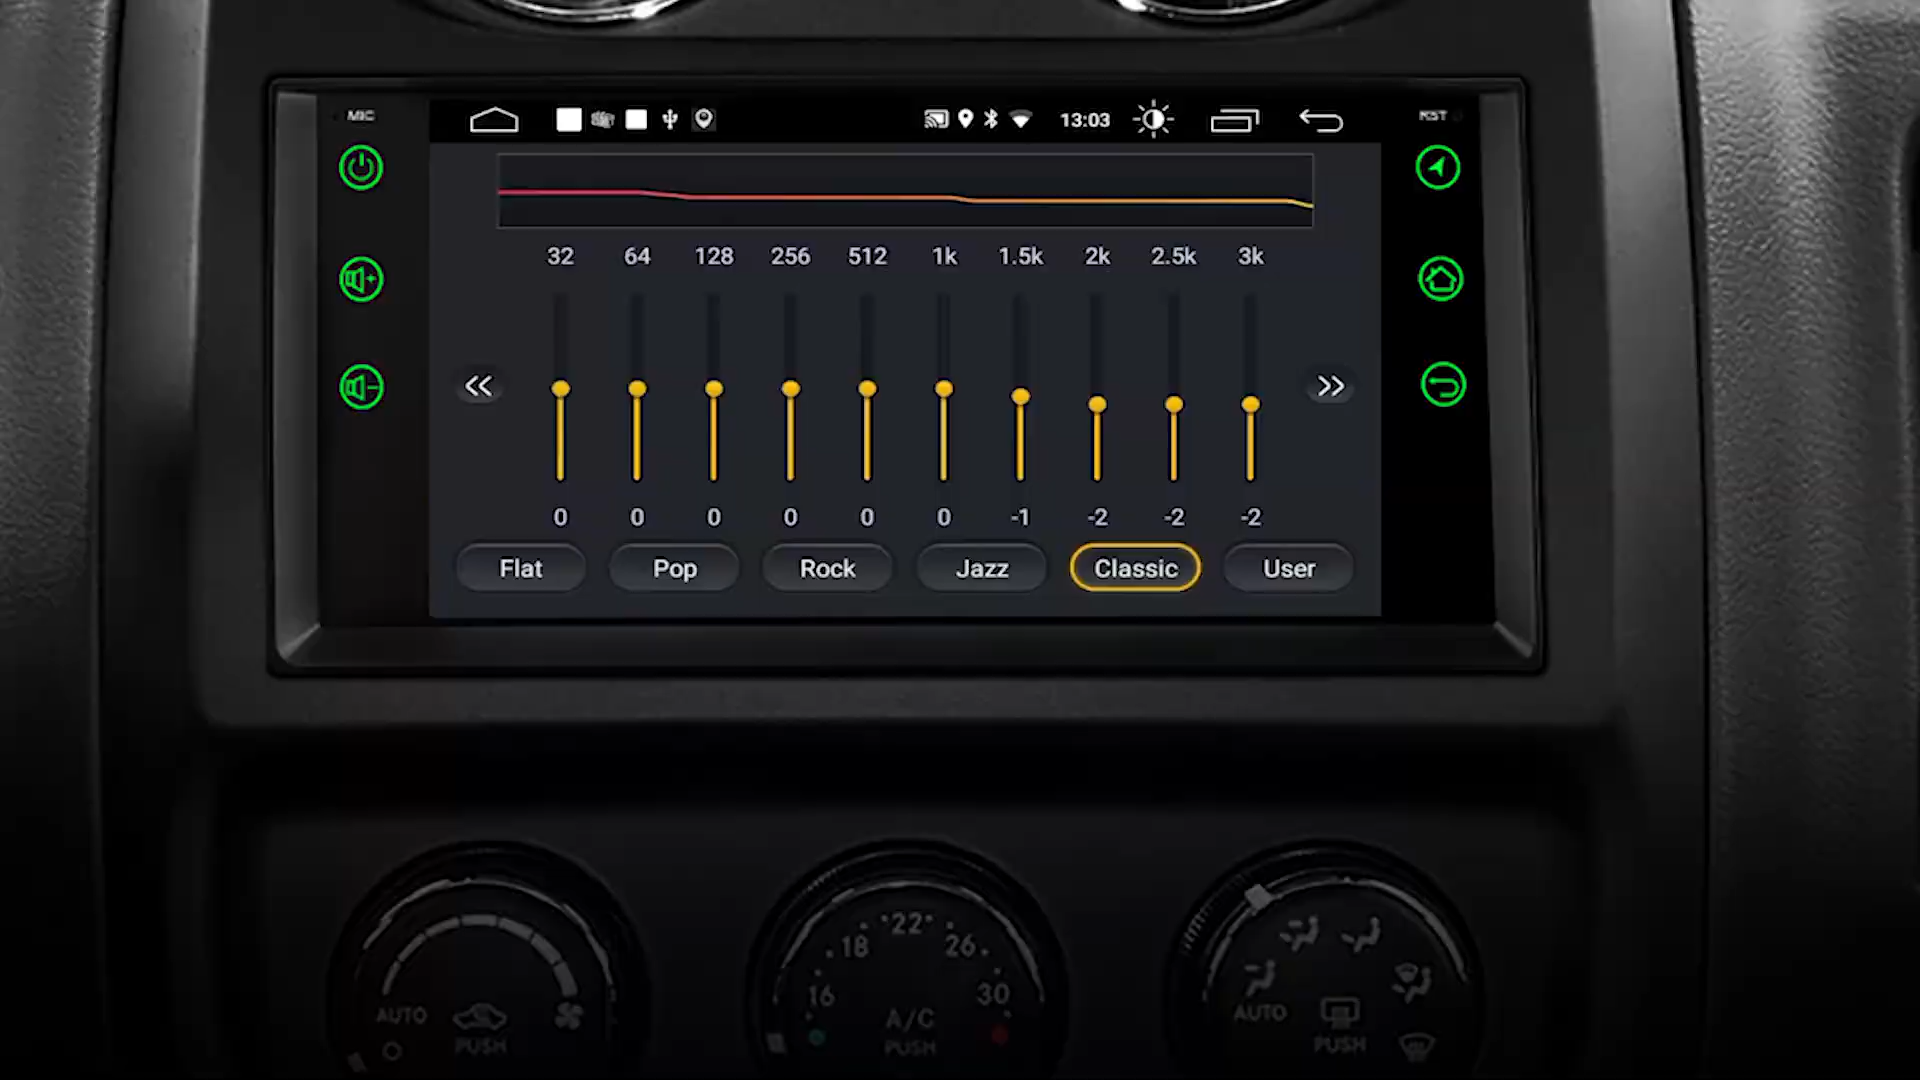 MIC
13:03
RST
32 64 128 256 512 1k 1.5k 2k 2.5k 3k
0 0 0 0 0 0 -1 -2 -2 -2
Flat Pop Rock Jazz Classic User
AUTO
PUSH
16 18 22 26 30
A/C
PUSH
AUTO
PUSH